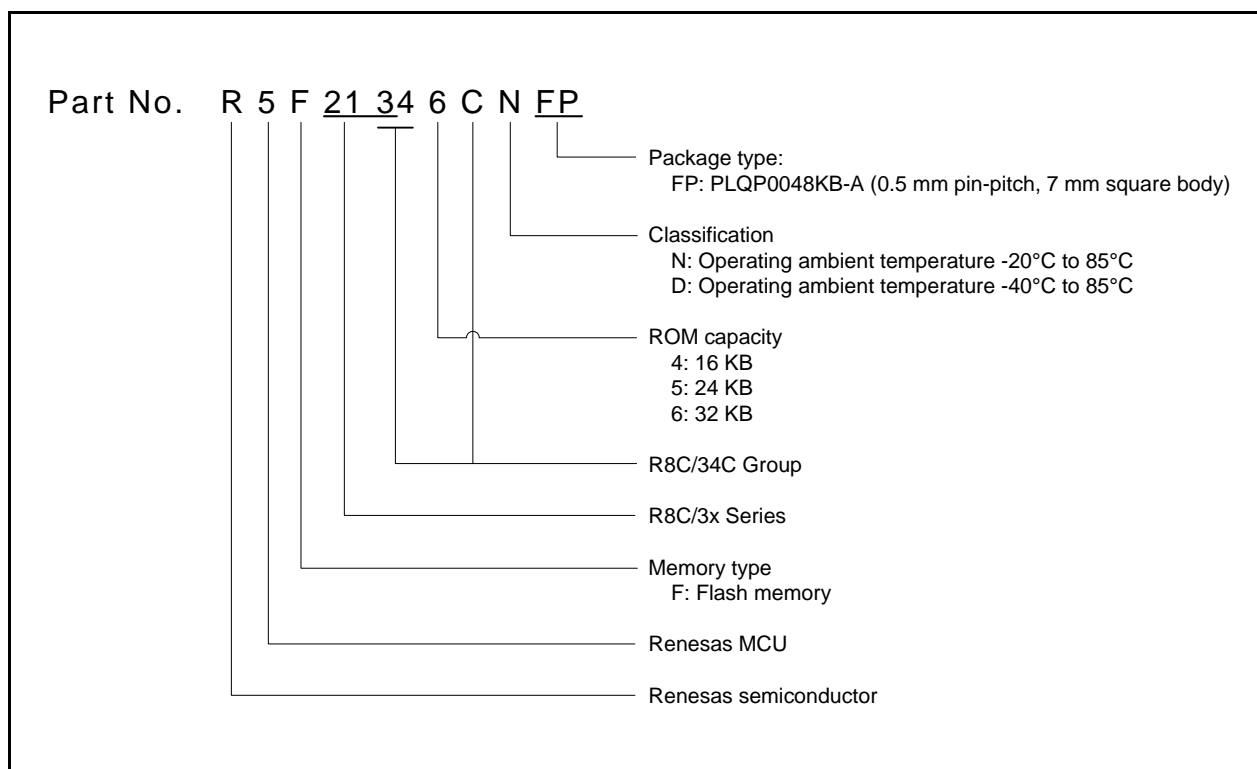 Part No. R 5 F 21 34 6 C N FP
Package type:
FP: PLQP0048KB-A (0.5 mm pin-pitch, 7 mm square body)
Classification
N: Operating ambient temperature -20°C to 85°C
D: Operating ambient temperature -40°C to 85°C
ROM capacity
4: 16 KB
5: 24 KB
6: 32 KB
R8C/34C Group
R8C/3x Series
Memory type
F: Flash memory
Renesas MCU
Renesas semiconductor